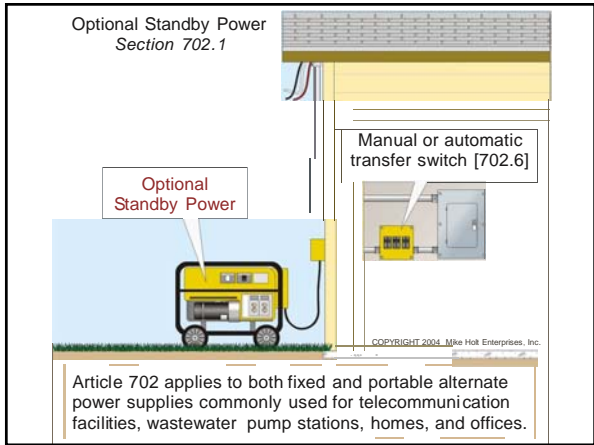 Optional Standby Power
Section 702.1
Manual or automatic
transfer switch [702.6]
Optional
Standby Power
COPYRIGHT 2004 Mike Holt Enterprises, Inc.
Article 702 applies to both fixed and portable alternate
power supplies commonly used for telecommunication
facilities, wastewater pump stations, homes, and offices.